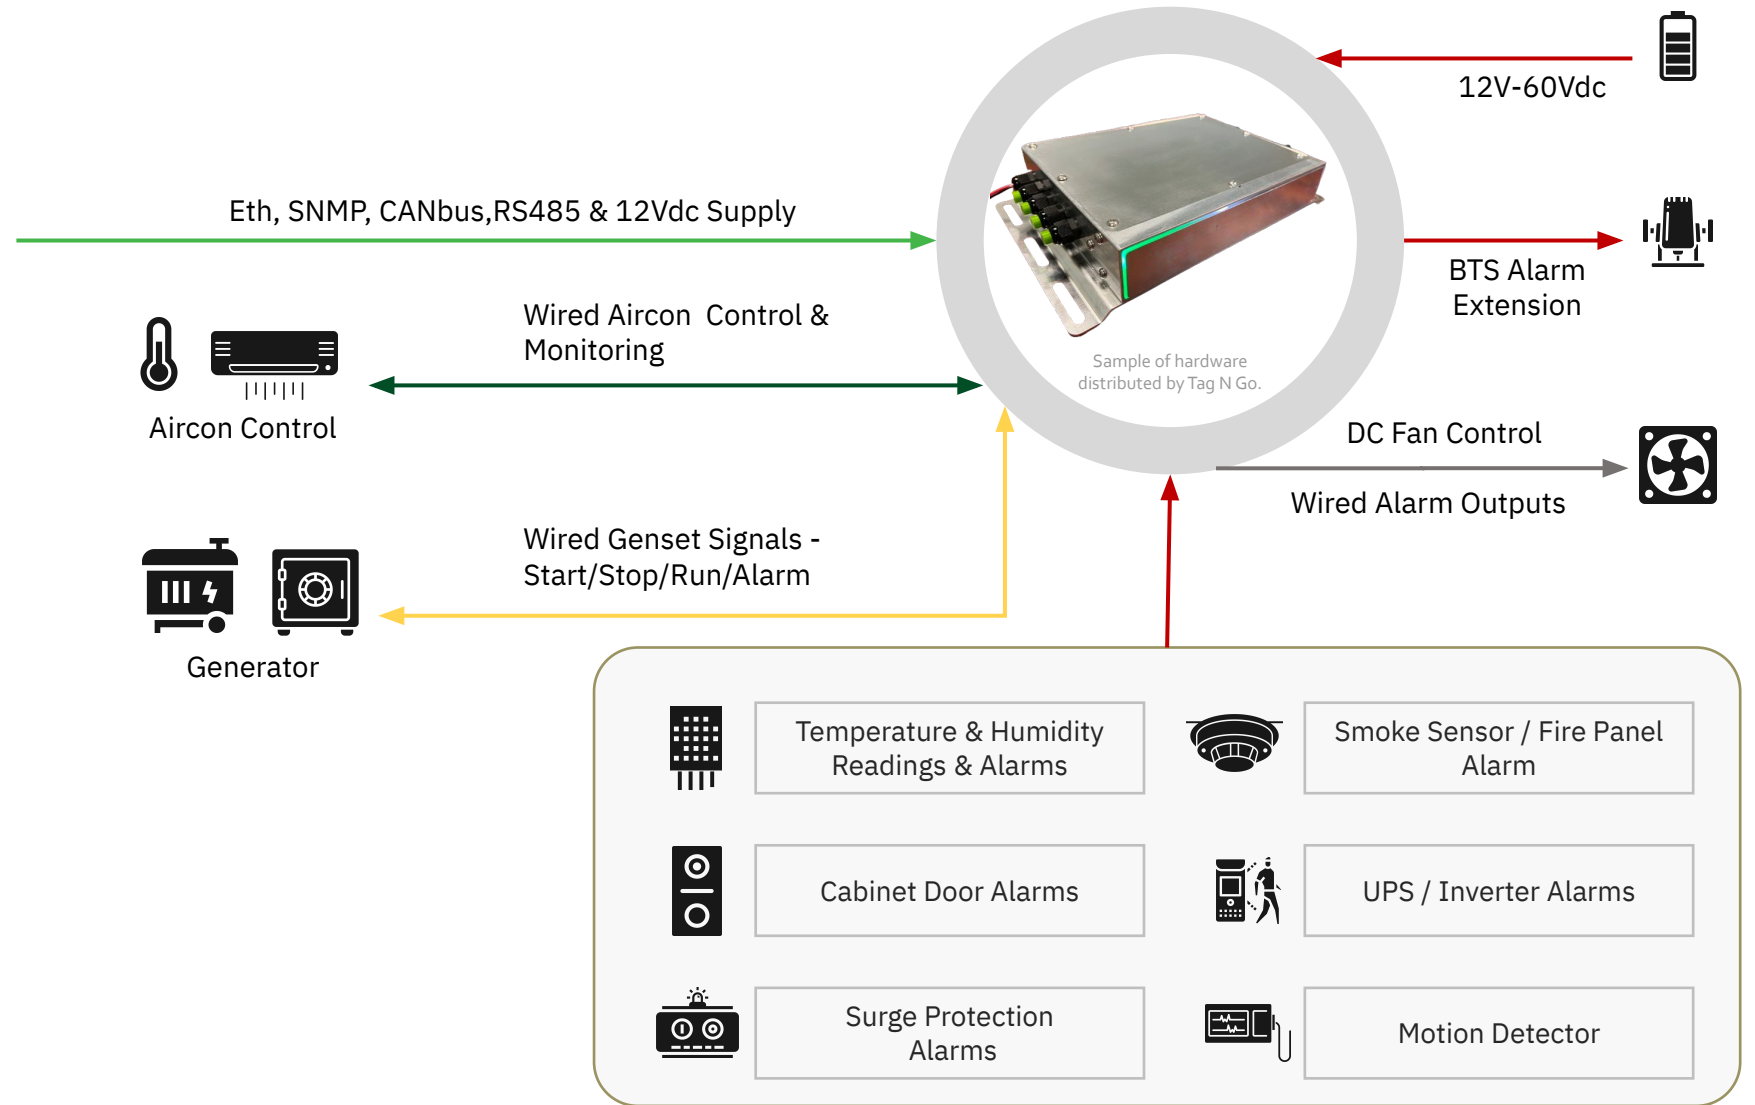 12V-60Vdc
Eth, SNMP, CANbus,RS485 & 12Vdc Supply
BTS Alarm
Extension
Wired Aircon  Control &
Monitoring
Sample of hardware
distributed by Tag N Go.
Aircon Control
DC Fan Control
Wired Alarm Outputs
Wired Genset Signals -
Start/Stop/Run/Alarm
Generator
Temperature & Humidity
Readings & Alarms
Smoke Sensor / Fire Panel
Alarm
Cabinet Door Alarms
UPS / Inverter Alarms
Surge Protection
Alarms
Motion Detector